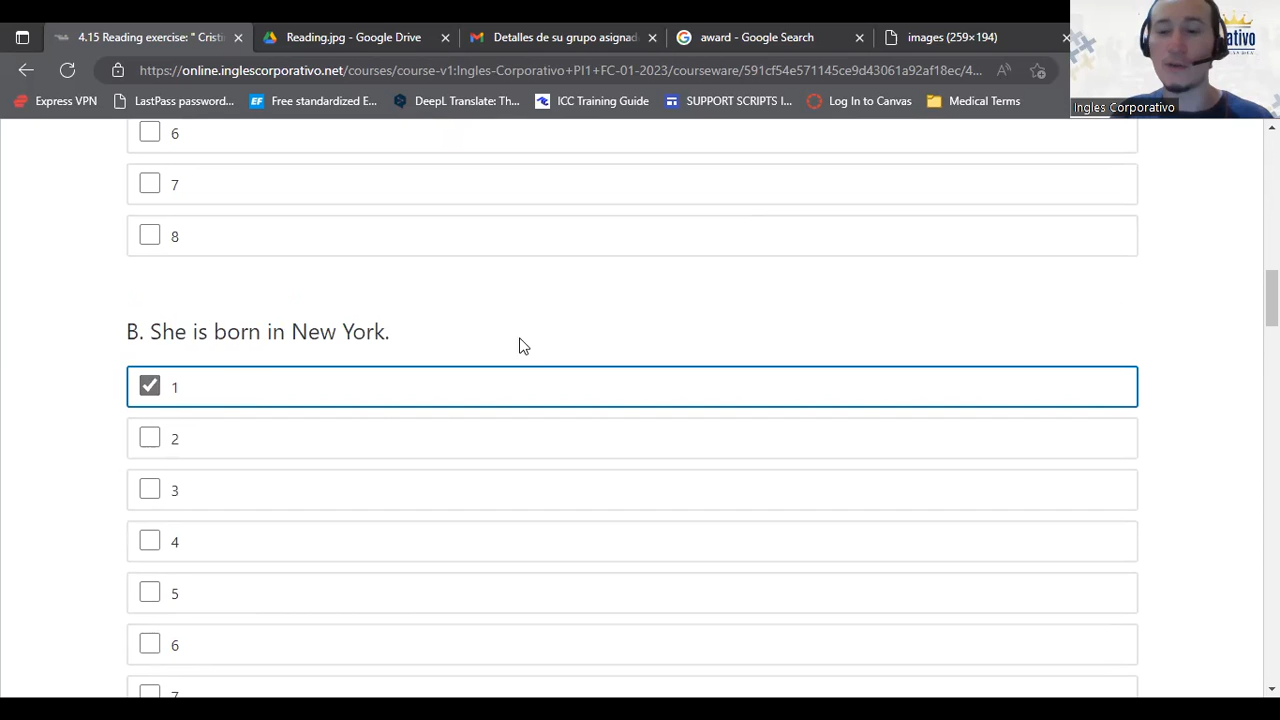 4.15 Reading exercise: " Cristi
Reading.jpg - Google Drive
Detalles de su grupo asignad
award - Google Search
images (259×194)
https://online.inglescorporativo.net/courses/course-v1:Ingles-Corporativo+PI1+FC-01-2023/courseware/591cf54e571145ce9d43061a92af18ec/4...
Express VPN
LastPass password...
EF Free standardized E...
DeepL Translate: Th...
ICC Training Guide
SUPPORT SCRIPTS I...
Log In to Canvas
Medical Terms
ativo
Ingles Corporativo
6
7
8
B. She is born in New York.
1
2
3
4
5
6
7